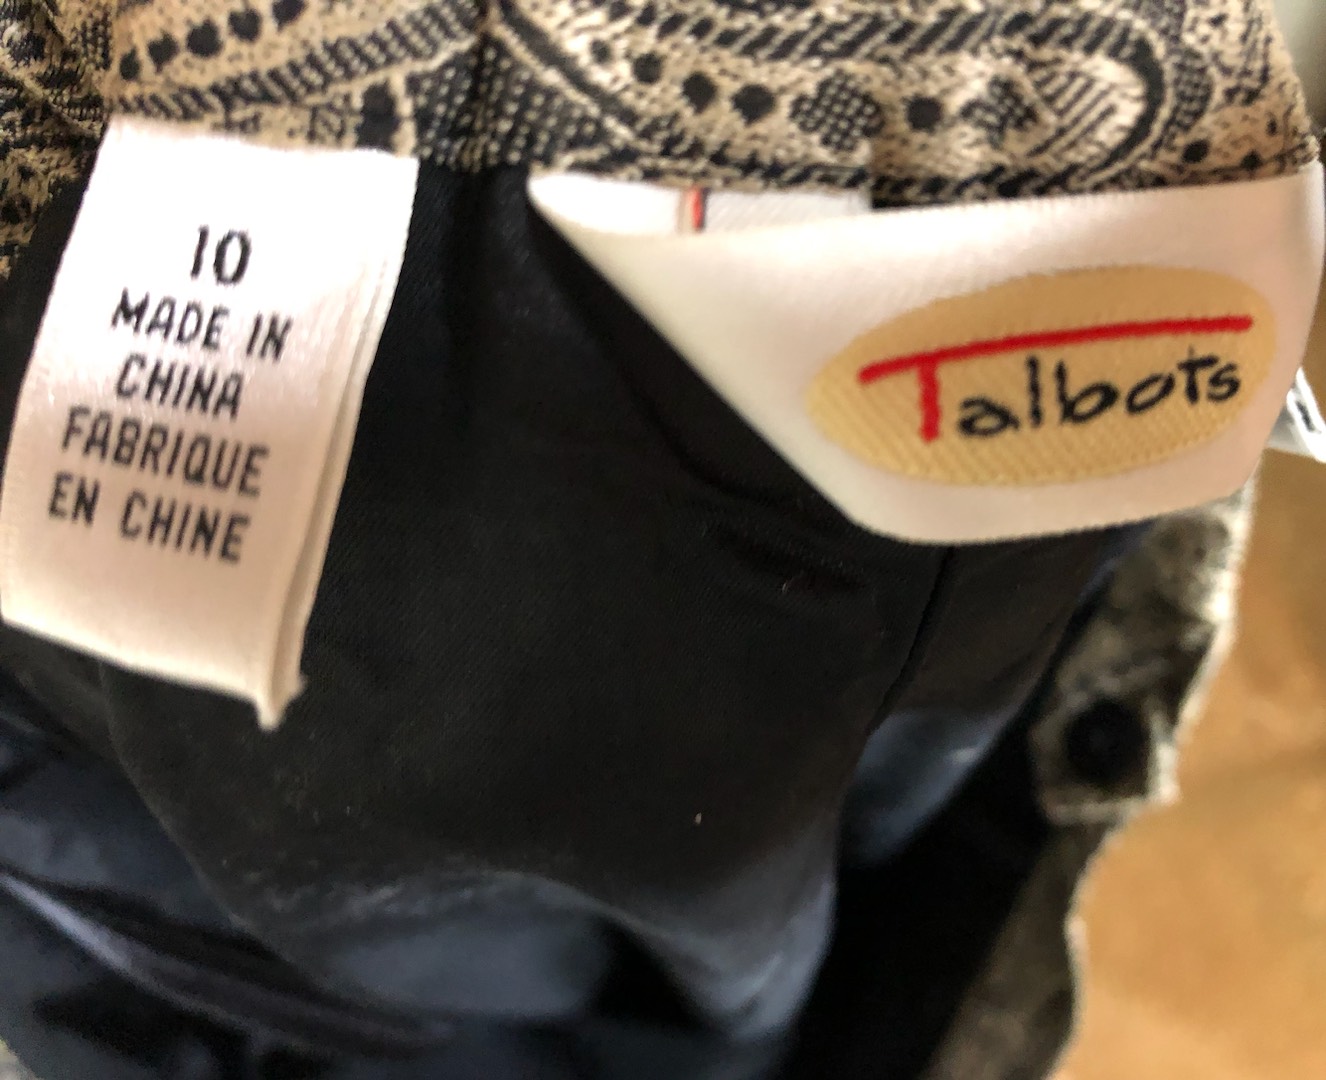 10
MADE IN
CHINA
FABRIQUE
EN CHINE
Talbots